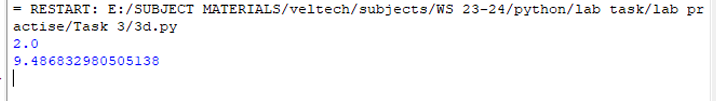 = RESTART: E:/SUBJECT MATERIALS/veltech/subjects/WS 23-24/python/lab task/lab pr
actise/Task 3/3d.py
2.0
9.486832980505138